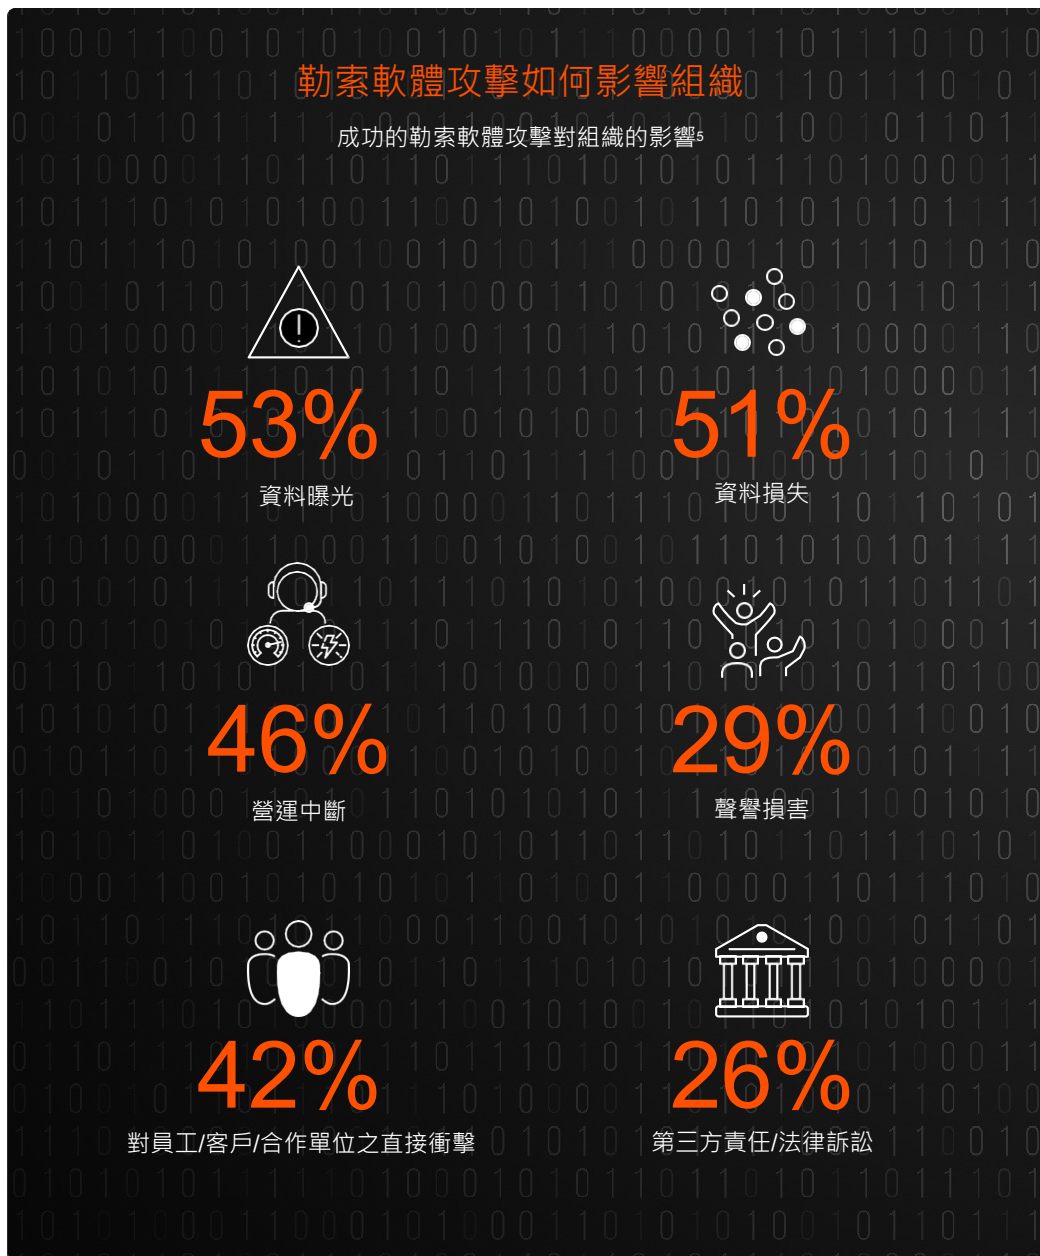 勒索軟體攻擊如何影響組織
成功的勒索軟體攻擊對組織的影響5
53%
資料曝光
51%
資料損失
46%
營運中斷
29%
聲譽損害
42%
對員工/客戶/合作單位之直接衝擊
26%
第三方責任/法律訴訟